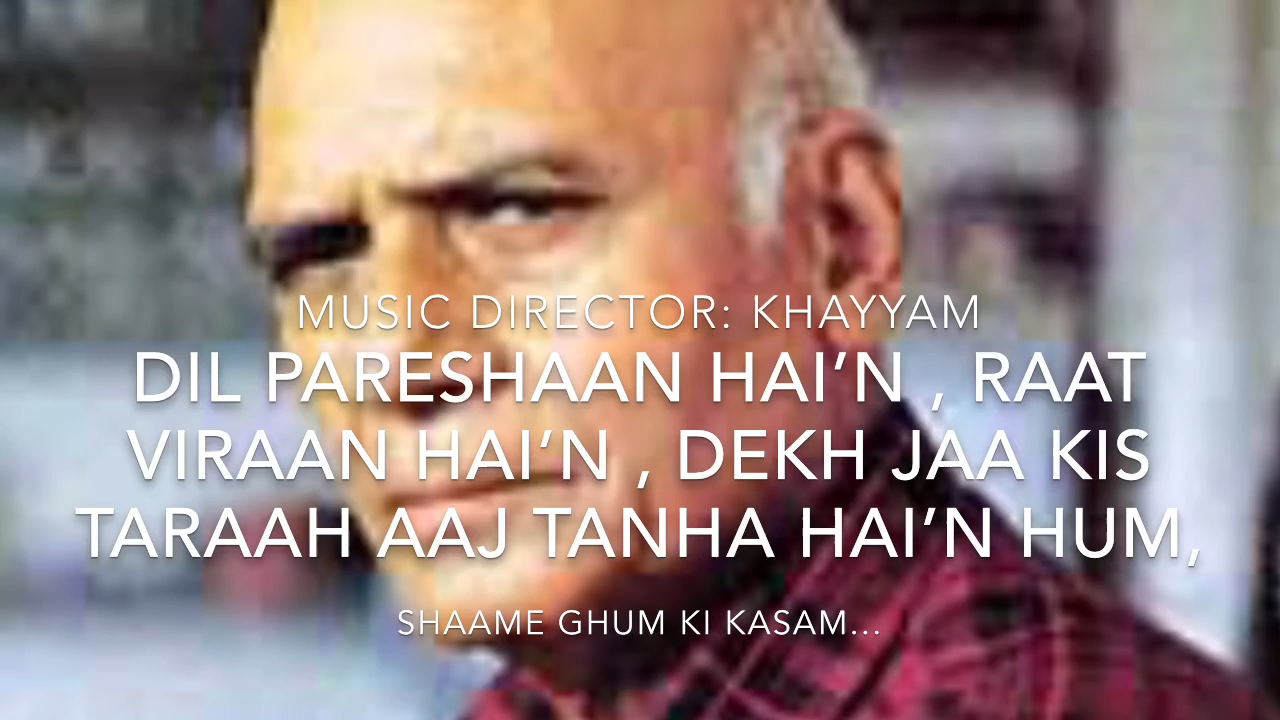 MUSIC DIRECTOR: KHAYYAM
DIL PARESHAAN HAI’N , RAAT
VIRAAN HAI’N , DEKH JAA KIS
TARAAH AAJ TANHA HAI’N HUM,
SHAAME GHUM KI KASAM...